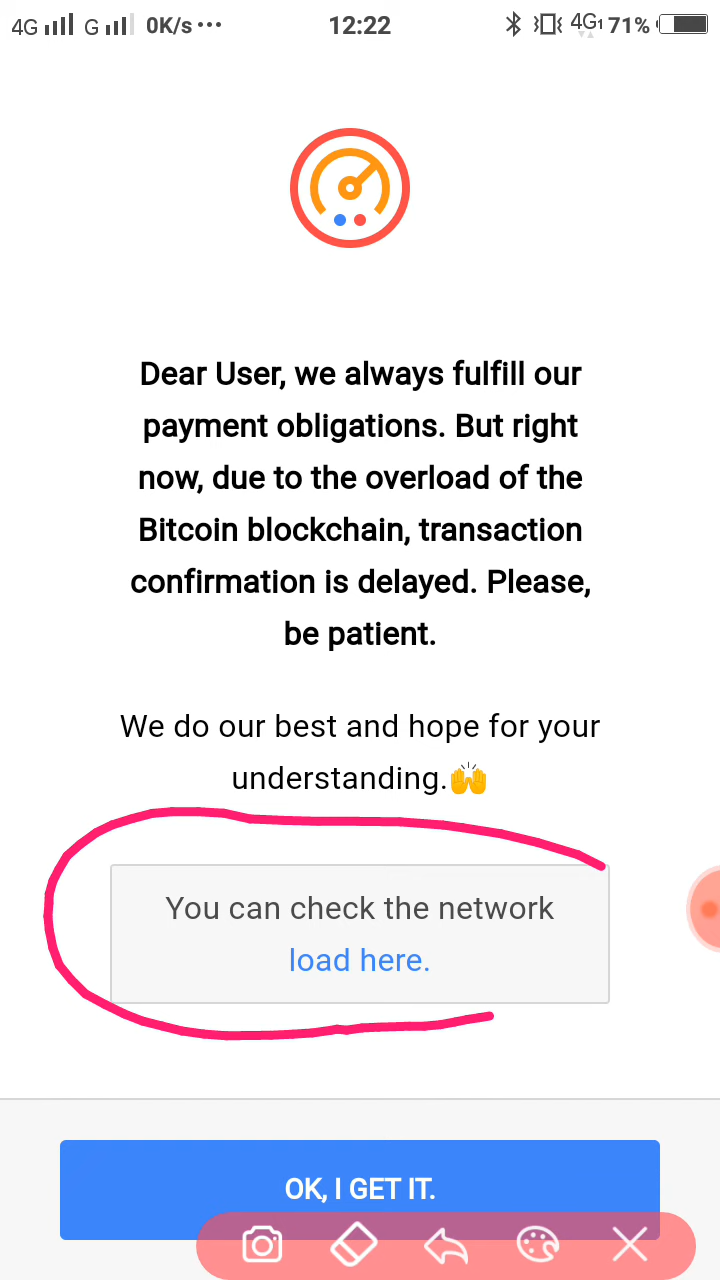 4G G 0K/s ··· 12:22 4G1 71%
Dear User, we always fulfill our
payment obligations. But right
now, due to the overload of the
Bitcoin blockchain, transaction
confirmation is delayed. Please,
be patient.
We do our best and hope for your
understanding.🙌
You can check the network
load here.
OK, I GET IT.